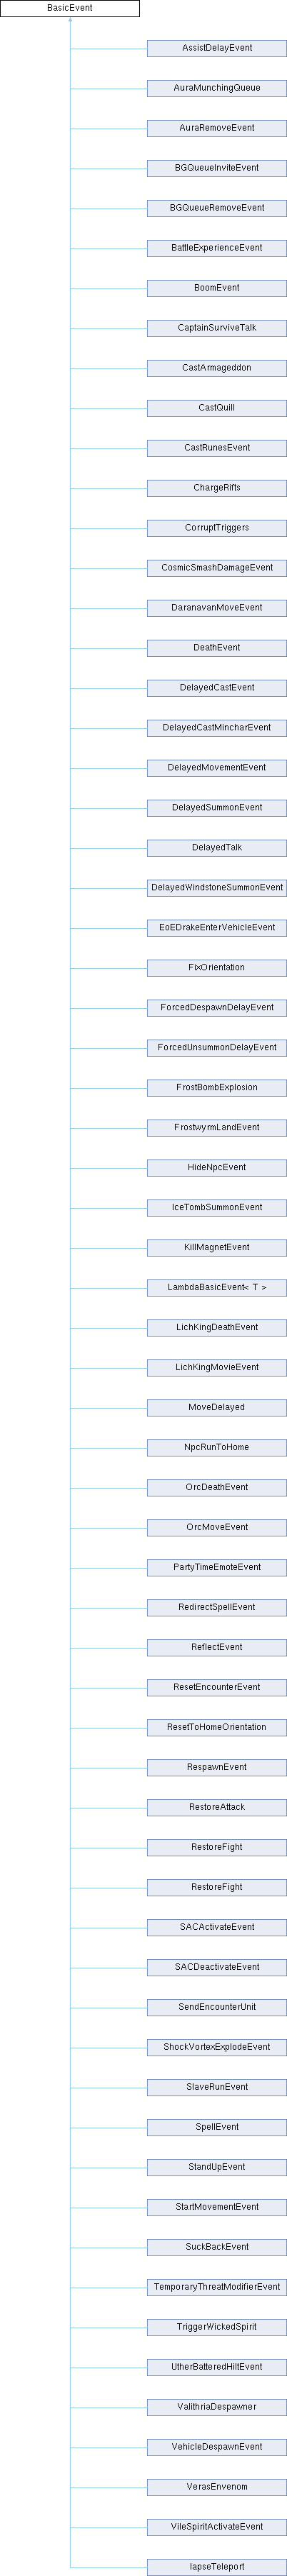 BasicEvent
AssistDelayEvent
AuraMunchingQueue
AuraRemoveEvent
BGQueueInviteEvent
BGQueueRemoveEvent
BattleExperienceEvent
BoomEvent
CaptainSurviveTalk
CastArmageddon
CastQuill
CastRunesEvent
ChargeRifts
CorruptTriggers
CosmicSmashDamageEvent
DaranavanMoveEvent
DeathEvent
DelayedCastEvent
DelayedCastMincharEvent
DelayedMovementEvent
DelayedSummonEvent
DelayedTalk
DelayedWindstoneSummonEvent
EoEDrakeEnterVehicleEvent
FixOrientation
ForcedDespawnDelayEvent
ForcedUnsummonDelayEvent
FrostBombExplosion
FrostwyrmLandEvent
HideNpcEvent
IceTombSummonEvent
KillMagnetEvent
LambdaBasicEvent< T >
LichKingDeathEvent
LichKingMovieEvent
MoveDelayed
NpcRunToHome
OrcDeathEvent
OrcMoveEvent
PartyTimeEmoteEvent
RedirectSpellEvent
ReflectEvent
ResetEncounterEvent
ResetToHomeOrientation
RespawnEvent
RestoreAttack
RestoreFight
RestoreFight
SACActivateEvent
SACDeactivateEvent
SendEncounterUnit
ShockVortexExplodeEvent
SlaveRunEvent
SpellEvent
StandUpEvent
StartMovementEvent
SuckBackEvent
TemporaryThreatModifierEvent
TriggerWickedSpirit
UtherBatteredHiltEvent
ValithriaDespawner
VehicleDespawnEvent
VerasEnvenom
VileSpiritActivateEvent
lapseTeleport